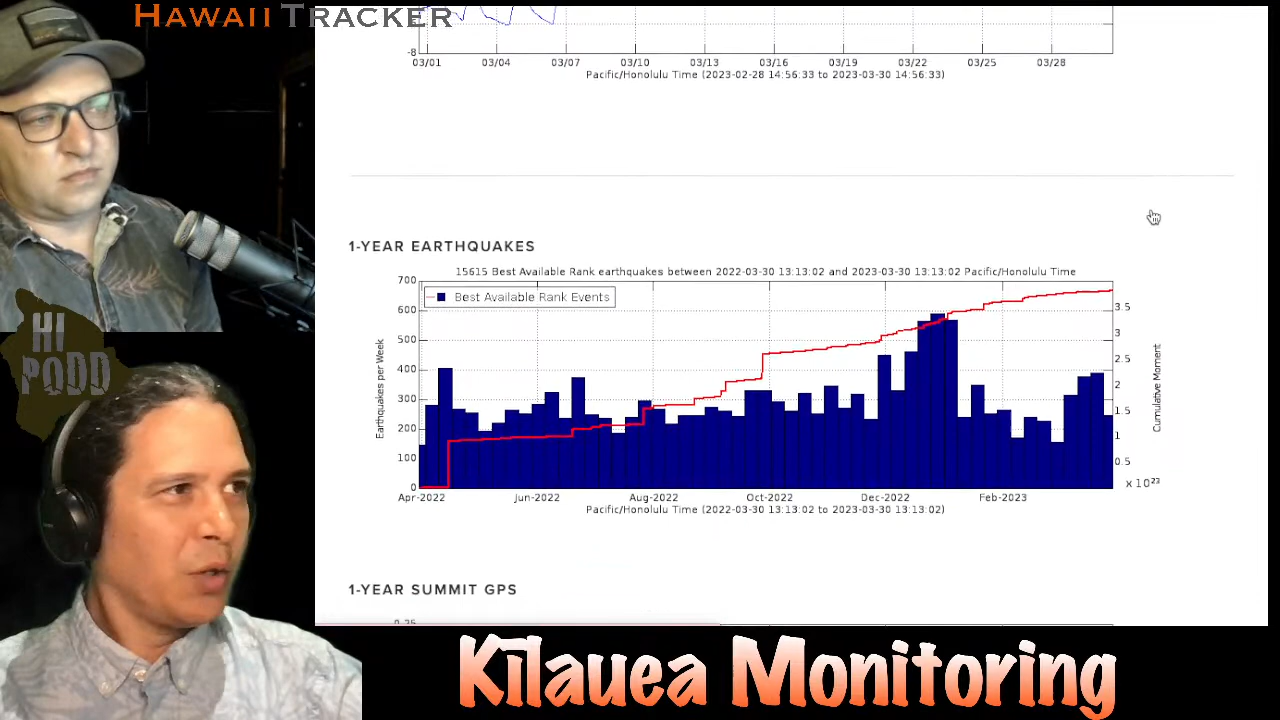 HAWAII TRACKER
-8
03/01 03/04 03/07 03/10 03/13 03/16 03/19 03/22 03/25 03/28
Pacific/Honolulu Time (2023-02-28 14:56:33 to 2023-03-30 14:56:33)
1-YEAR EARTHQUAKES
15615 Best Available Rank earthquakes between 2022-03-30 13:13:02 and 2023-03-30 13:13:02 Pacific/Honolulu Time
Best Available Rank Events
700
600
500
400
300
200
100
0
Earthquakes per Week
3.5
3
2.5
2
1.5
1
0.5
x 10²³
Cumulative Moment
Apr-2022 Jun-2022 Aug-2022 Oct-2022 Dec-2022 Feb-2023
Pacific/Honolulu Time (2022-03-30 13:13:02 to 2023-03-30 13:13:02)
1-YEAR SUMMIT GPS
HI
PODD
Kīlauea Monitoring